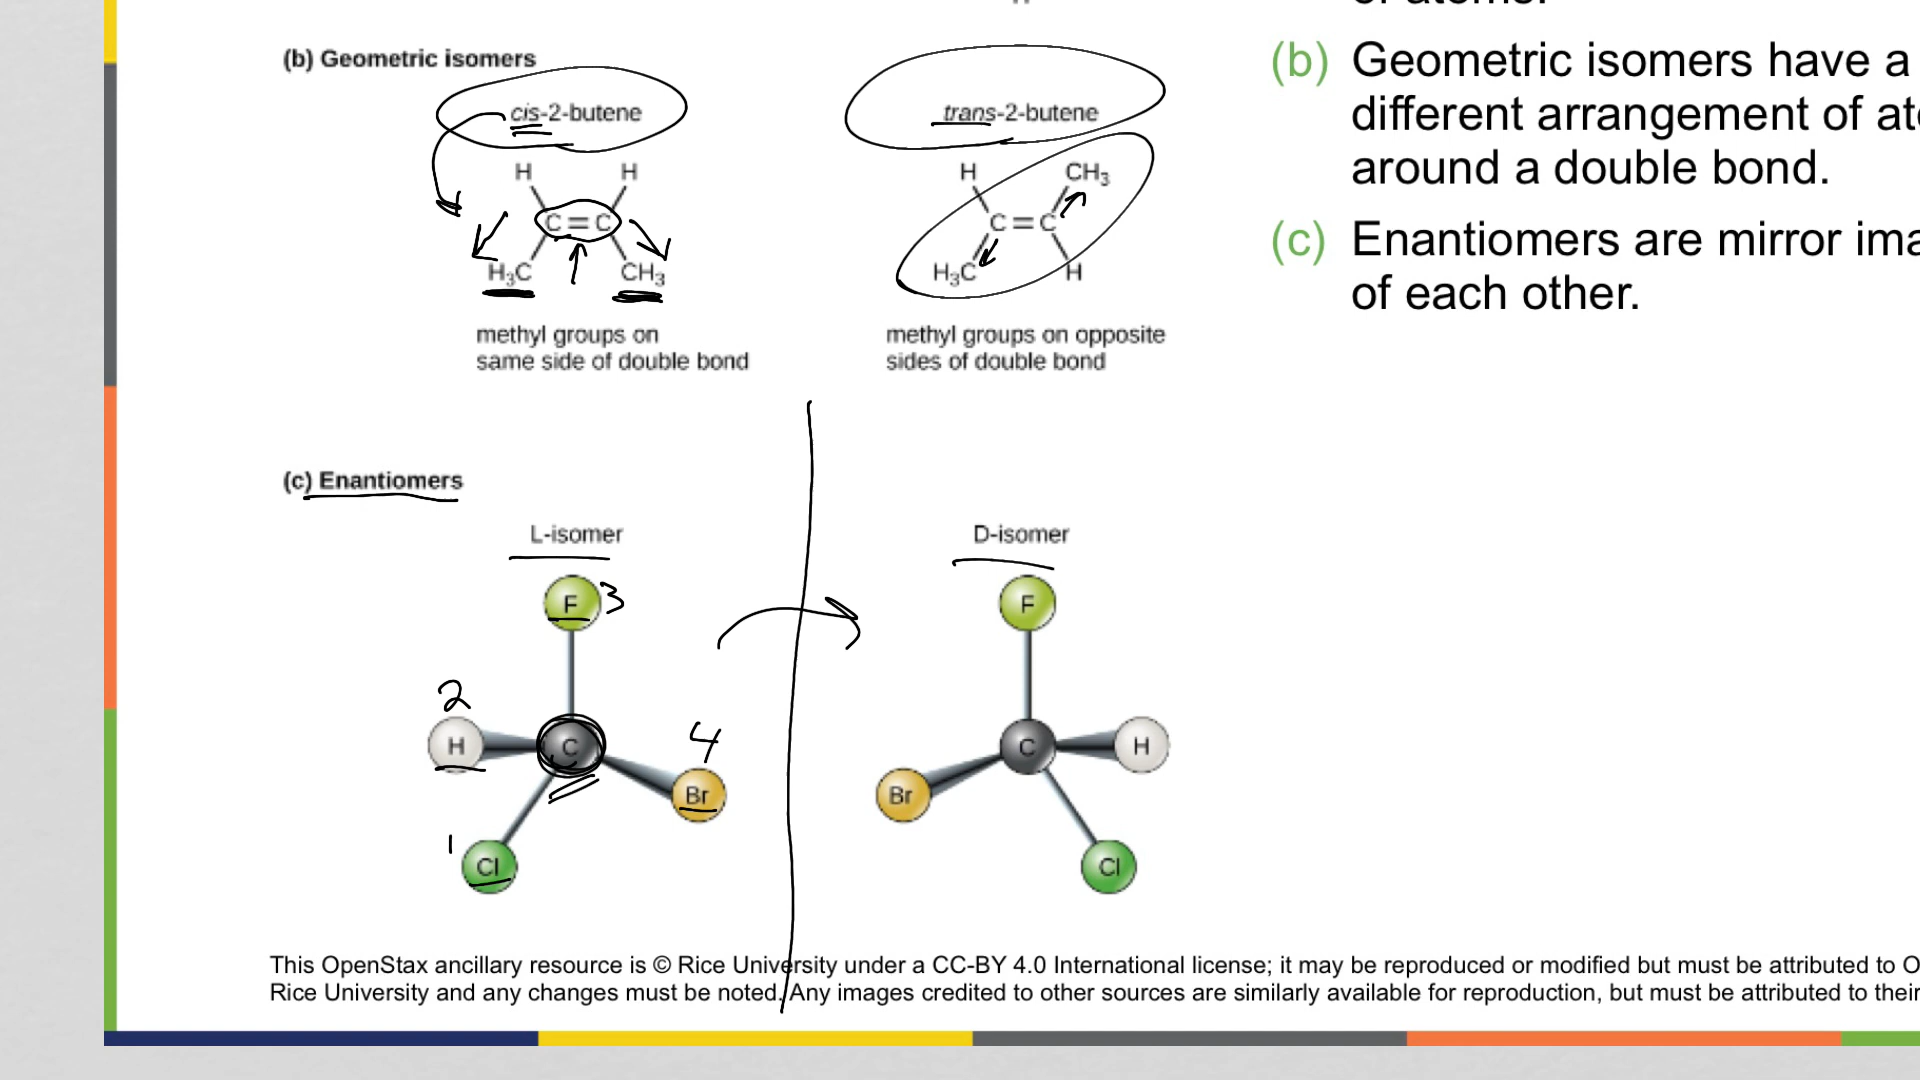 of atoms.
(b) Geometric isomers
cis-2-butene
trans-2-butene
H H
C=C
H₃C CH₃
H CH₃
C=C
H₃C H
methyl groups on
same side of double bond
methyl groups on opposite
sides of double bond
(b) Geometric isomers have a
different arrangement of
around a double bond.
(c) Enantiomers are mirror
of each other.
(c) Enantiomers
L-isomer
F 3
2
H C
4
Br
1
Cl
D-isomer
F
C H
Br
Cl
This OpenStax ancillary resource is © Rice University under a CC-BY 4.0 International license; it may be reproduced or modified but must be attributed to
Rice University and any changes must be noted. Any images credited to other sources are similarly available for reproduction, but must be attributed to their